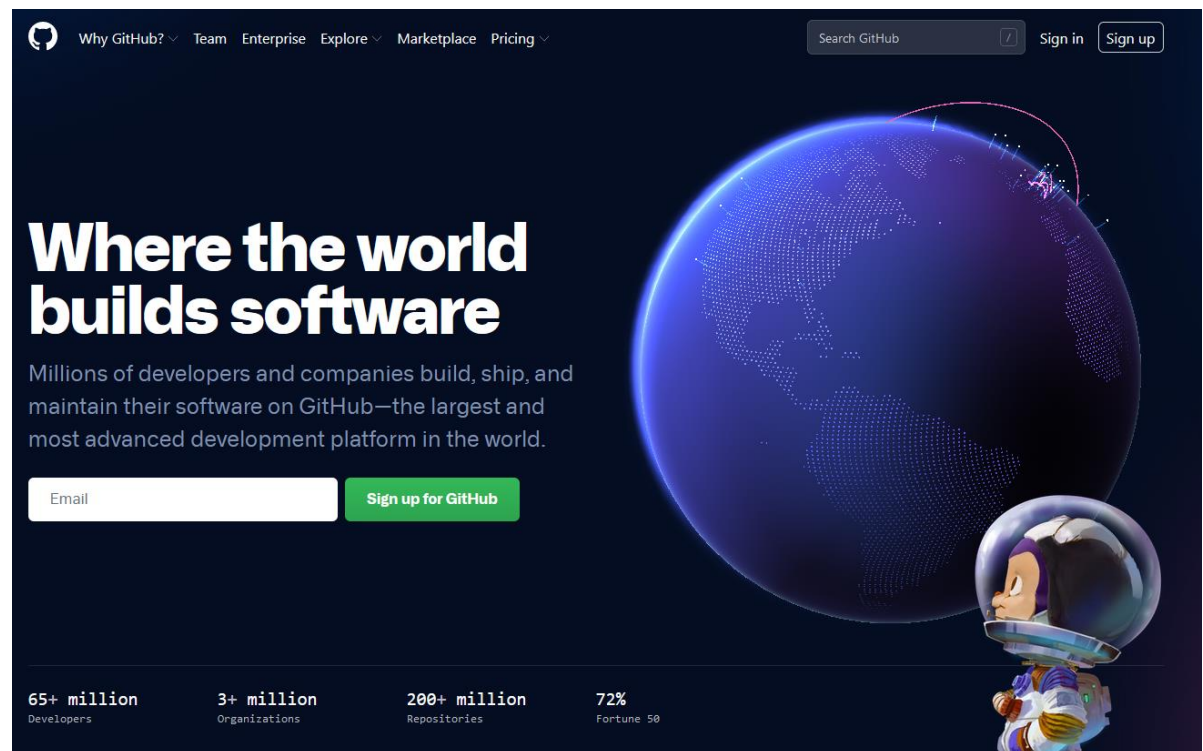 Why GitHub? Team Enterprise Explore Marketplace Pricing Search GitHub / Sign in Sign up
Where the world
builds software
Millions of developers and companies build, ship, and
maintain their software on GitHub—the largest and
most advanced development platform in the world.
Email Sign up for GitHub
65+ million 3+ million 200+ million 72%
Developers Organizations Repositories Fortune 50